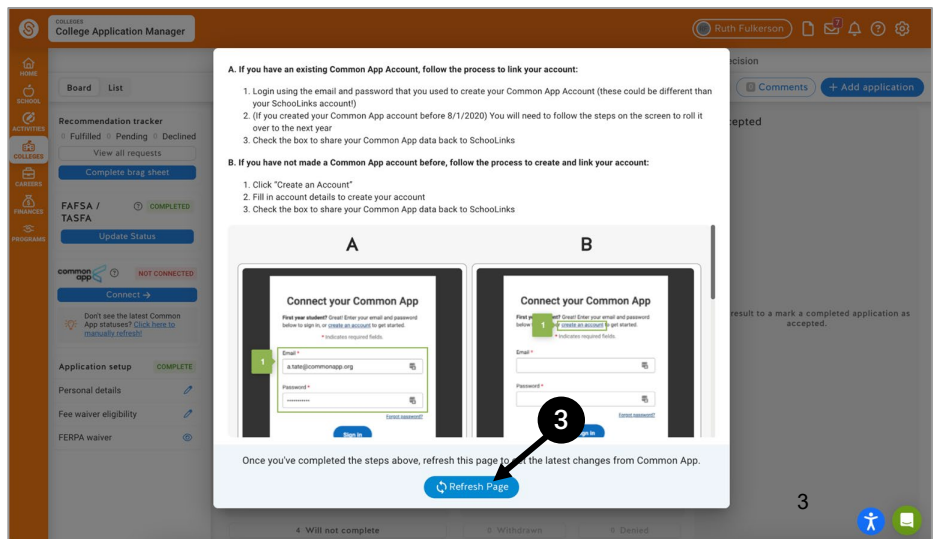 COLLEGES
College Application Manager
Ruth Fulkerson
7
HOME
SCHOOL
ACTIVITIES
COLLEGES
CAREERS
FINANCES
PROGRAMS
Board List
ecision
Comments
+ Add application
Recommendation tracker
Fulfilled Pending Declined
View all requests
Complete brag sheet
FAFSA /
TASFA
COMPLETED
Update Status
common app
NOT CONNECTED
Connect →
Don't see the latest Common
App statuses? Click here to
manually refresh!
Application setup COMPLETE
Personal details
Fee waiver eligibility
FERPA waiver
cepted
result to a mark a completed application as
accepted.
A. If you have an existing Common App Account, follow the process to link your account:
1. Login using the email and password that you used to create your Common App Account (these could be different than
your SchooLinks account!)
2. (If you created your Common App account before 8/1/2020) You will need to follow the steps on the screen to roll it
over to the next year
3. Check the box to share your Common App data back to SchooLinks
B. If you have not made a Common App account before, follow the process to create and link your account:
1. Click "Create an Account"
2. Fill in account details to create your account
3. Check the box to share your Common App data back to SchooLinks
A
Connect your Common App
First year student? Great! Enter your email and password
below to sign in, or create an account to get started.
* Indicates required fields.
1
Email *
a.tate@commonapp.org
Password *
Forgot password?
Sign in
B
Connect your Common App
First y ent? Great! Enter your email and password
below or create an account to get started.
1
* Indicates required fields.
Email *
Password *
Forgot password?
Sign in
3
Once you've completed the steps above, refresh this page to get the latest changes from Common App.
Refresh Page
3
4 Will not complete
Withdrawn
Denied